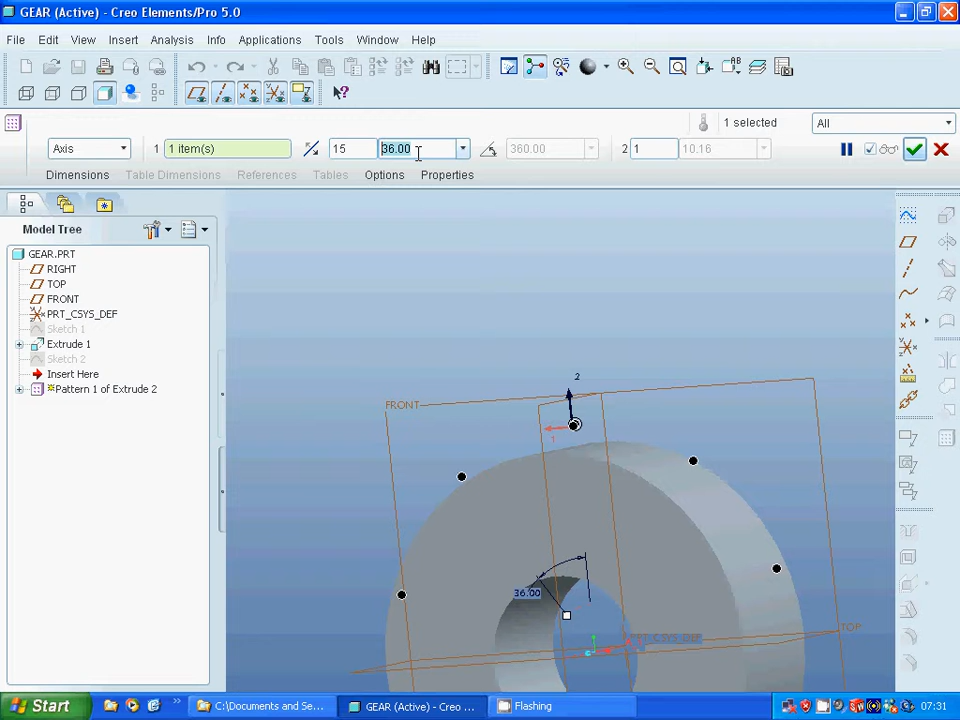 GEAR (Active) - Creo Elements/Pro 5.0
File Edit View Insert Analysis Info Applications Tools Window Help
1 selected All
Axis 1 1 item(s) 15 36.00 360.00 2 1 10.16
Dimensions Table Dimensions References Tables Options Properties
Model Tree
GEAR.PRT
RIGHT
TOP
FRONT
PRT_CSYS_DEF
Sketch 1
Extrude 1
Sketch 2
Insert Here
Pattern 1 of Extrude 2
2
FRONT
1
36.00
PRT_CSYS_DEF
TOP
Start C:\Documents and Se... GEAR (Active) - Creo ... Flashing 07:31